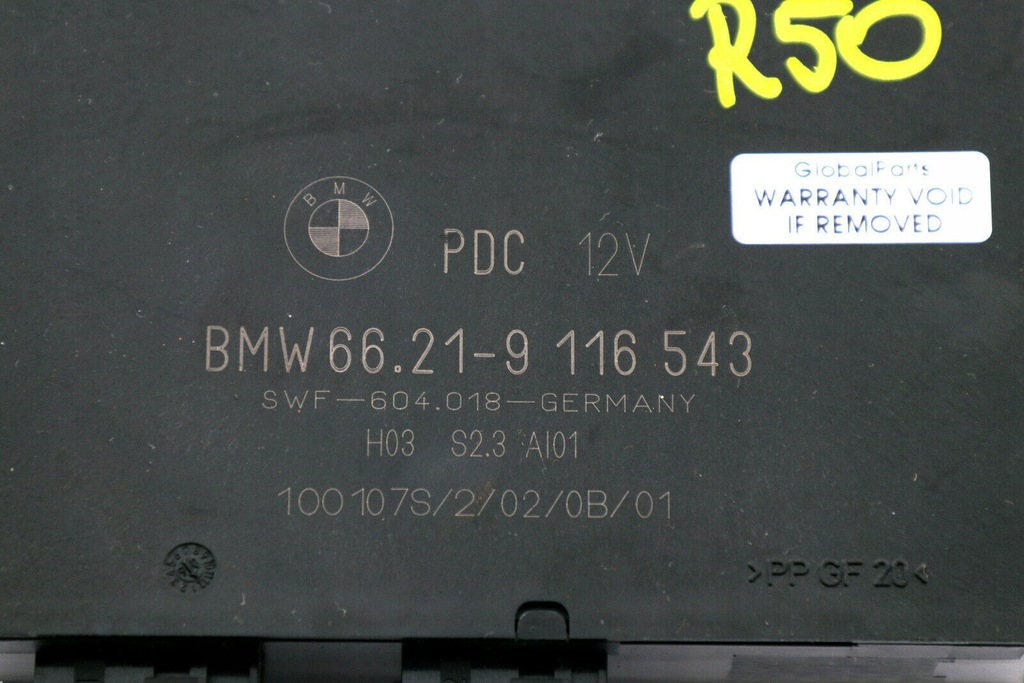 R50
GlobalParts
WARRANTY VOID
IF REMOVED
BMW
PDC 12V
BMW 66.21-9 116 543
SWF-604.018-GERMANY
H03 S2.3 AI01
100107S/2/02/0B/01
>PP GF 20<